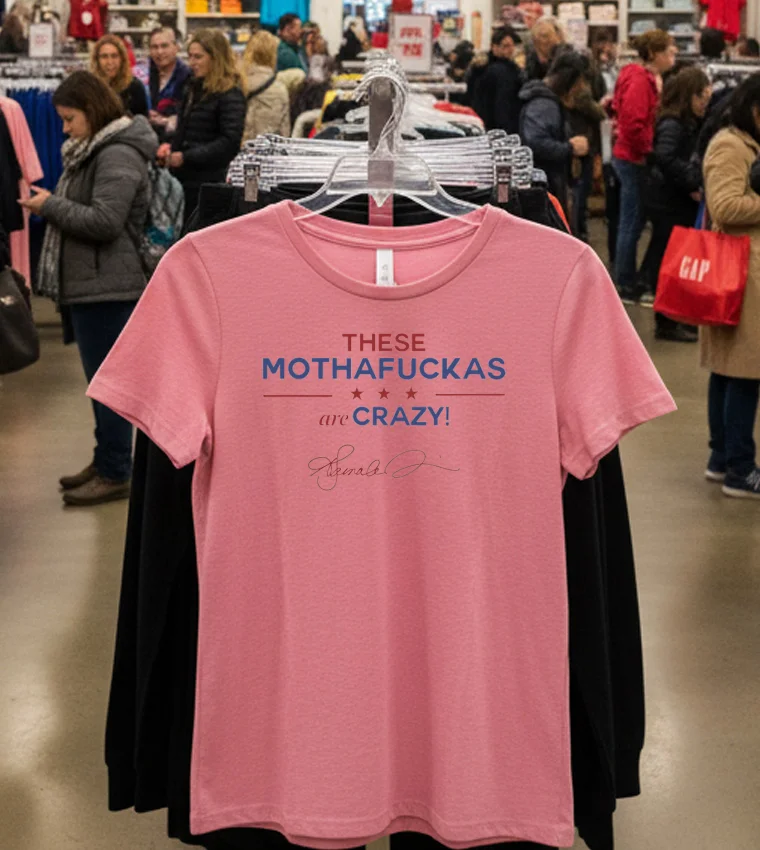 THESE
MOTHAFUCKAS
are CRAZY!
GAP